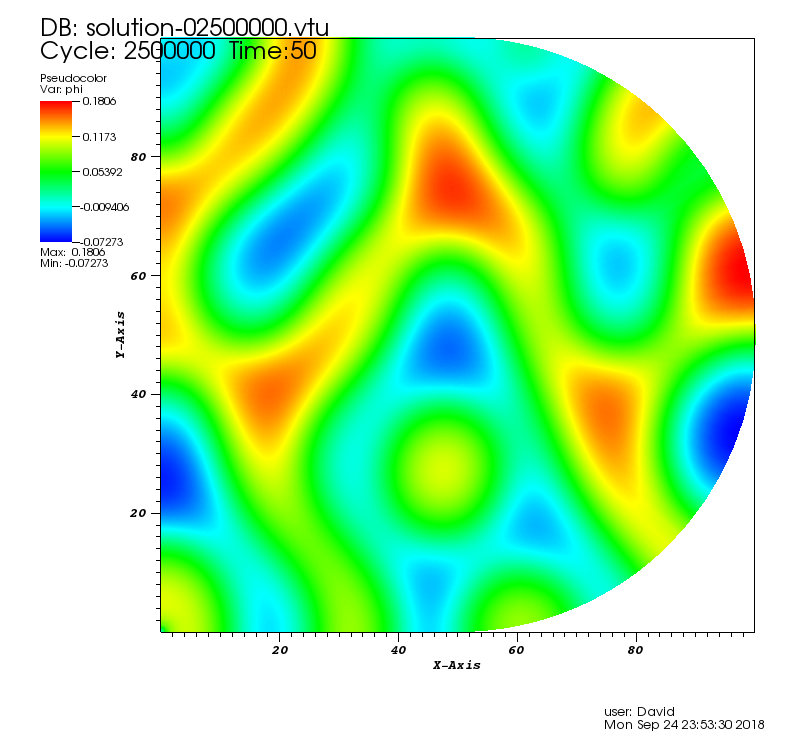 DB: solution-02500000.vtu
Cycle: 2500000 Time:50
Pseudocolor
Var: phi
0.1806
0.1173
0.05392
-0.009406
-0.07273
Max: 0.1806
Min: -0.07273
80
60
40
20
Y-Axis
20 40 60 80
X-Axis
user: David
Mon Sep 24 23:53:30 2018